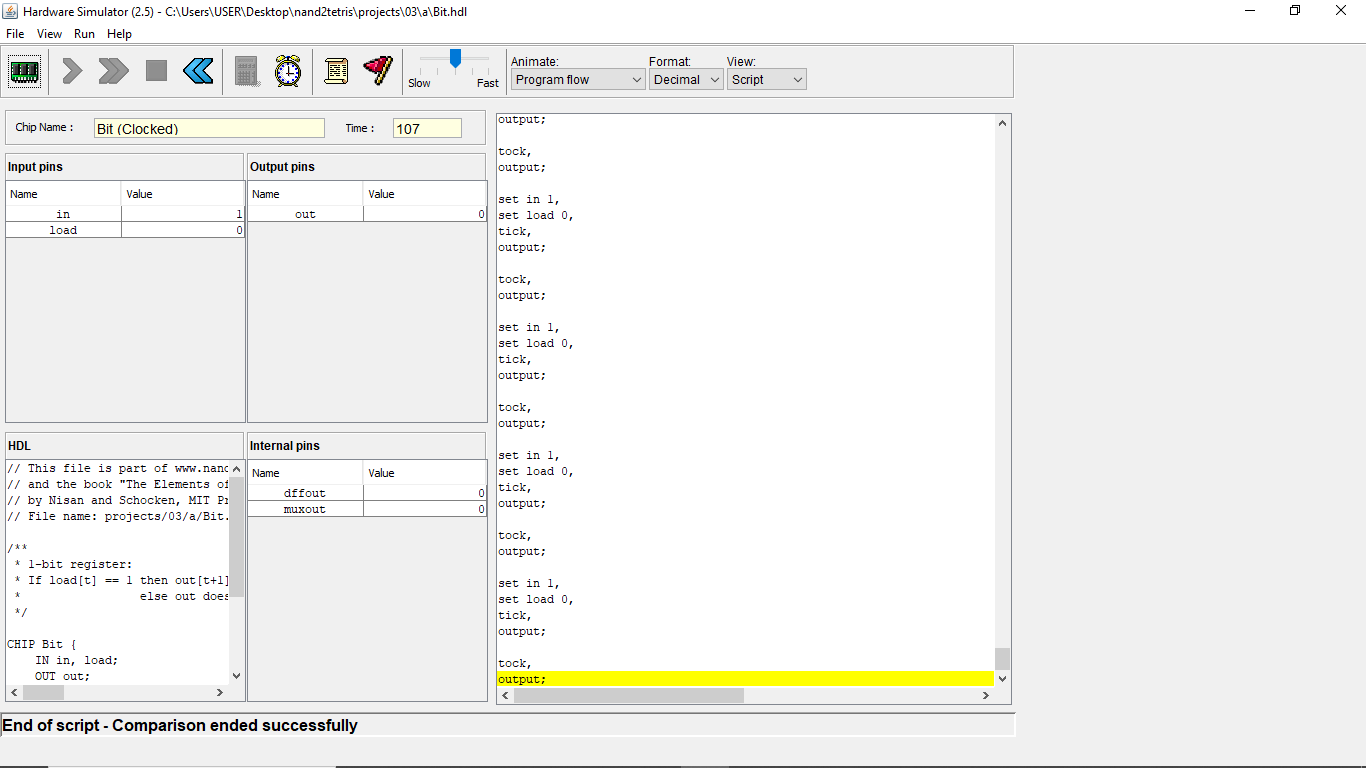 Hardware Simulator (2.5) - C:\Users\USER\Desktop\nand2tetris\projects\03\a\Bit.hdl
File View Run Help
Slow Fast
Animate: Format: View:
Program flow Decimal Script
Chip Name : Bit (Clocked) Time : 107
Input pins
Name Value
in 1
load 0
Output pins
Name Value
out 0
HDL
// This file is part of www.nand
// and the book "The Elements of
// by Nisan and Schocken, MIT Pr
// File name: projects/03/a/Bit.
/**
* 1-bit register:
* If load[t] == 1 then out[t+1]
* else out does
*/
CHIP Bit {
IN in, load;
OUT out;
Internal pins
Name Value
dffout 0
muxout 0
output;
tock,
output;
set in 1,
set load 0,
tick,
output;
tock,
output;
set in 1,
set load 0,
tick,
output;
tock,
output;
set in 1,
set load 0,
tick,
output;
tock,
output;
set in 1,
set load 0,
tick,
output;
tock,
output;
End of script - Comparison ended successfully